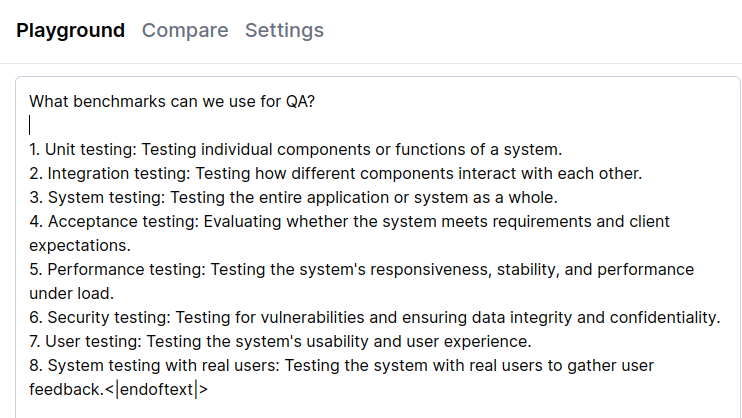 Playground Compare Settings
What benchmarks can we use for QA?
1. Unit testing: Testing individual components or functions of a system.
2. Integration testing: Testing how different components interact with each other.
3. System testing: Testing the entire application or system as a whole.
4. Acceptance testing: Evaluating whether the system meets requirements and client
expectations.
5. Performance testing: Testing the system's responsiveness, stability, and performance
under load.
6. Security testing: Testing for vulnerabilities and ensuring data integrity and confidentiality.
7. User testing: Testing the system's usability and user experience.
8. System testing with real users: Testing the system with real users to gather user
feedback.<|endoftext|>